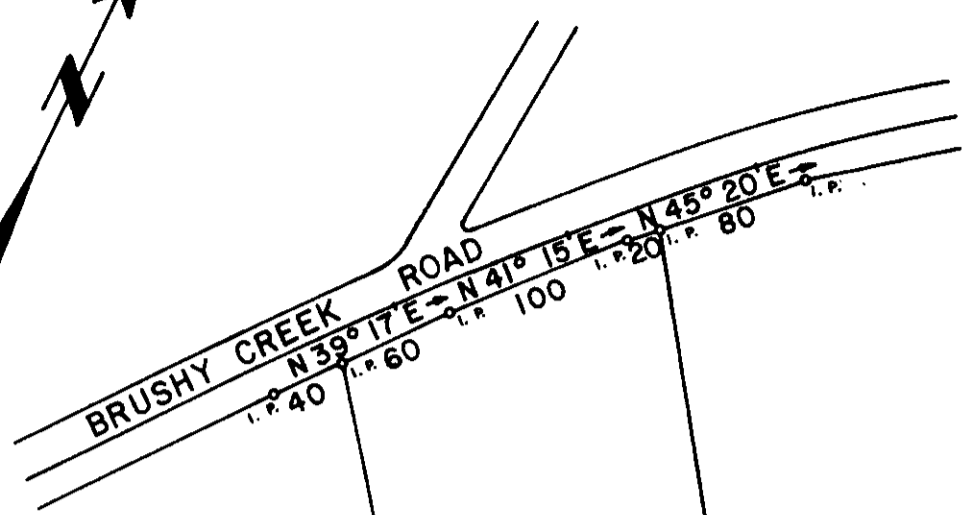 N
BRUSHY CREEK ROAD
N 39° 17' E → N 41° 15' E → N 45° 20' E →
I. P. 40 I. P. 60 I. P. 100 I. P. 20 I. P. 80 I. P.